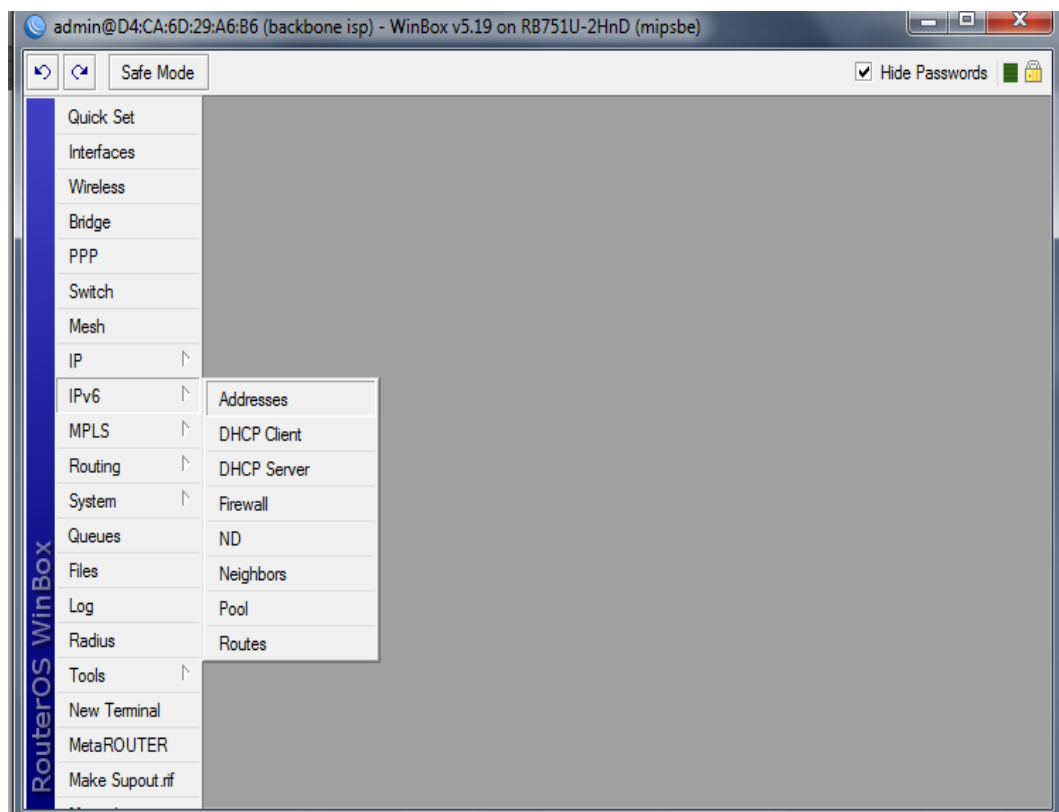 admin@D4:CA:6D:29:A6:B6 (backbone isp) - WinBox v5.19 on RB751U-2HnD (mipsbe)
Safe Mode
Hide Passwords
Quick Set
Interfaces
Wireless
Bridge
PPP
Switch
Mesh
IP
IPv6
MPLS
Routing
System
Queues
Files
Log
Radius
Tools
New Terminal
MetaROUTER
Make Supout.rif
Addresses
DHCP Client
DHCP Server
Firewall
ND
Neighbors
Pool
Routes
RouterOS WinBox